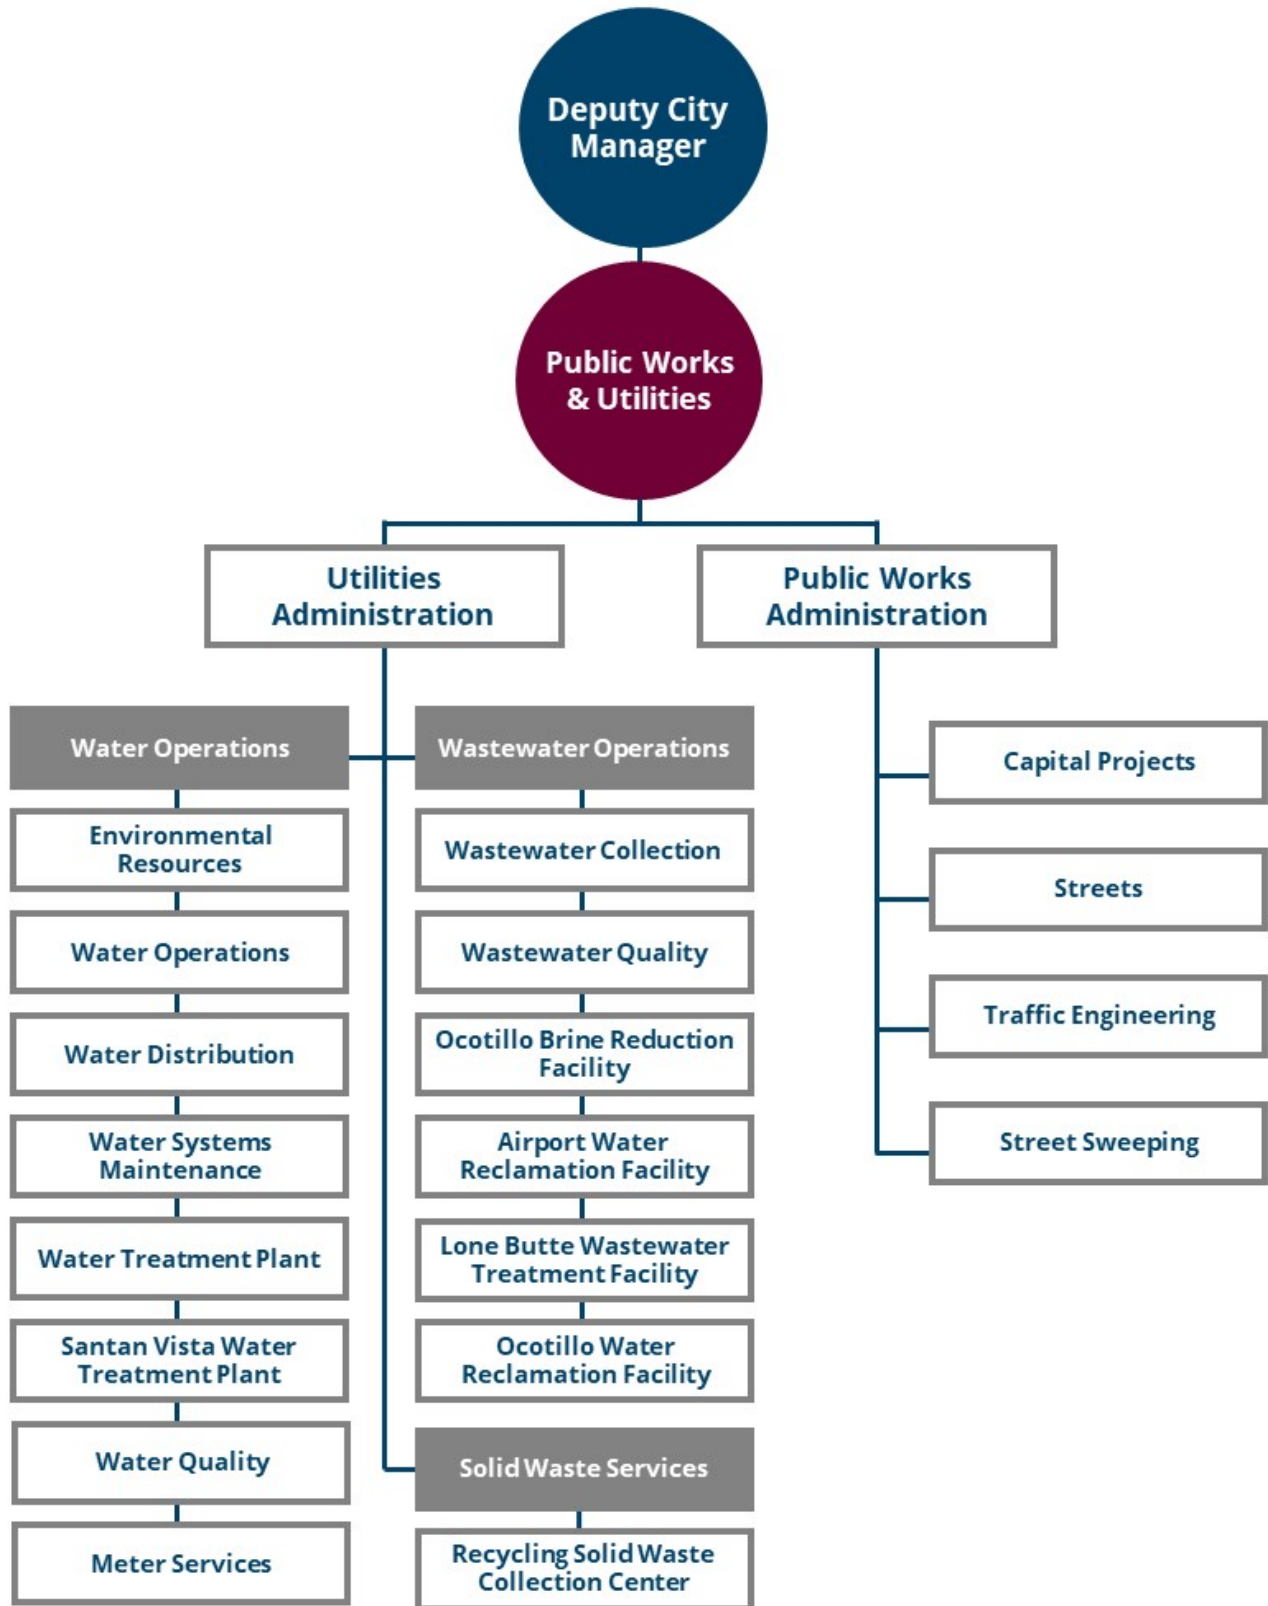 Deputy City
Manager
Public Works
& Utilities
Utilities
Administration
Public Works
Administration
Water Operations
Environmental
Resources
Water Operations
Water Distribution
Water Systems
Maintenance
Water Treatment Plant
Santan Vista Water
Treatment Plant
Water Quality
Meter Services
Wastewater Operations
Wastewater Collection
Wastewater Quality
Ocotillo Brine Reduction
Facility
Airport Water
Reclamation Facility
Lone Butte Wastewater
Treatment Facility
Ocotillo Water
Reclamation Facility
Solid Waste Services
Recycling Solid Waste
Collection Center
Capital Projects
Streets
Traffic Engineering
Street Sweeping